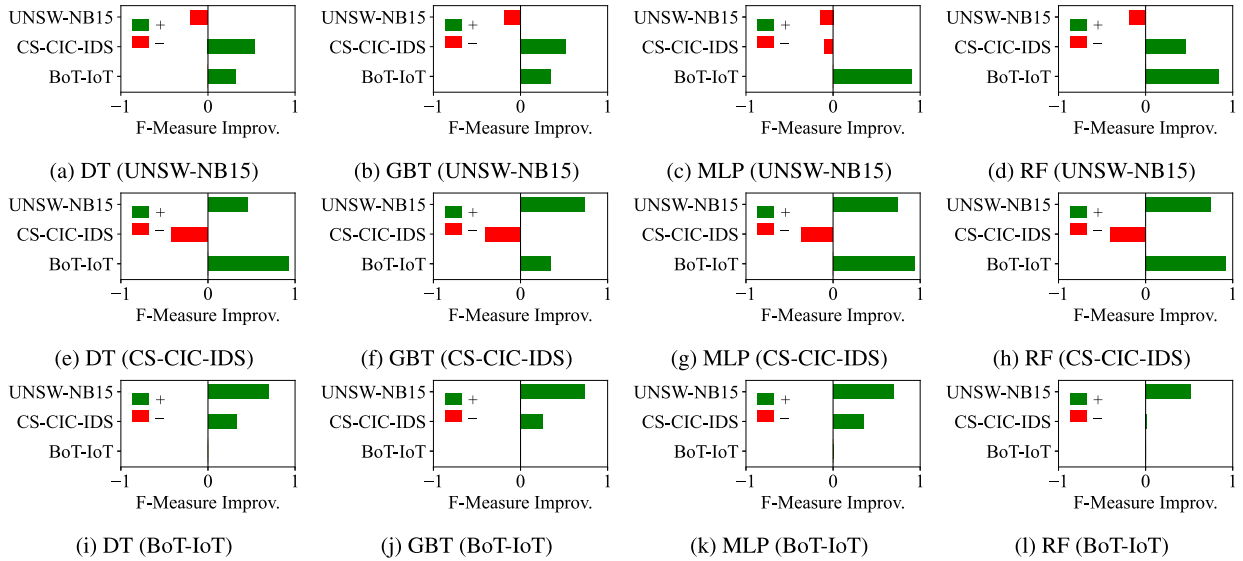 UNSW-NB15
CS-CIC-IDS
BoT-IoT
+
−
−1 0 1
F-Measure Improv.
(a) DT (UNSW-NB15)
UNSW-NB15
CS-CIC-IDS
BoT-IoT
+
−
−1 0 1
F-Measure Improv.
(b) GBT (UNSW-NB15)
UNSW-NB15
CS-CIC-IDS
BoT-IoT
+
−
−1 0 1
F-Measure Improv.
(c) MLP (UNSW-NB15)
UNSW-NB15
CS-CIC-IDS
BoT-IoT
+
−
−1 0 1
F-Measure Improv.
(d) RF (UNSW-NB15)
UNSW-NB15
CS-CIC-IDS
BoT-IoT
+
−
−1 0 1
F-Measure Improv.
(e) DT (CS-CIC-IDS)
UNSW-NB15
CS-CIC-IDS
BoT-IoT
+
−
−1 0 1
F-Measure Improv.
(f) GBT (CS-CIC-IDS)
UNSW-NB15
CS-CIC-IDS
BoT-IoT
+
−
−1 0 1
F-Measure Improv.
(g) MLP (CS-CIC-IDS)
UNSW-NB15
CS-CIC-IDS
BoT-IoT
+
−
−1 0 1
F-Measure Improv.
(h) RF (CS-CIC-IDS)
UNSW-NB15
CS-CIC-IDS
BoT-IoT
+
−
−1 0 1
F-Measure Improv.
(i) DT (BoT-IoT)
UNSW-NB15
CS-CIC-IDS
BoT-IoT
+
−
−1 0 1
F-Measure Improv.
(j) GBT (BoT-IoT)
UNSW-NB15
CS-CIC-IDS
BoT-IoT
+
−
−1 0 1
F-Measure Improv.
(k) MLP (BoT-IoT)
UNSW-NB15
CS-CIC-IDS
BoT-IoT
+
−
−1 0 1
F-Measure Improv.
(l) RF (BoT-IoT)